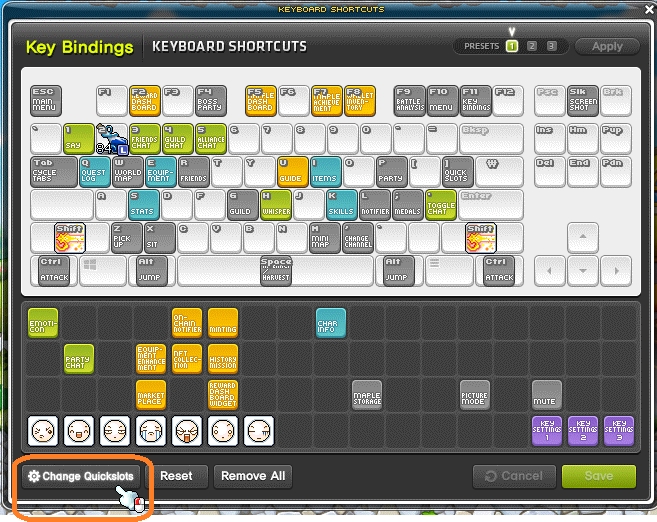 KEYBOARD SHORTCUTS
Key Bindings
KEYBOARD SHORTCUTS
PRESETS 1 2 3
Apply
ESC MAIN MENU
F1
F2 REWARD DASH BOARD
F3
F4 BOSS PARTY
F5 MAPLE DASH BOARD
F6
F7 MAPLE ACHIEVE MENT
F8 WALLET INVEN-TORY
F9 BATTLE ANALYSIS
F10 MENU
F11 KEY BINDINGS
F12
Psc
Slk SCREEN SHOT
Brk
`
1 SAY
84
L
3 FRIENDS CHAT
4 GUILD CHAT
5 ALLIANCE CHAT
6
7
8
9
0
-
=
Bksp
Ins
Hm
Pup
Tab CYCLE TABS
Q QUEST LOG
W WORLD MAP
E EQUIP-MENT
R FRIENDS
T
Y
U GUIDE
I ITEMS
O
P PARTY
[
] QUICK SLOTS
₩
Del
End
Pdn
A
S STATS
D
F
G GUILD
H WHISPER
J
K SKILLS
L NOTIFIER
; MEDALS
' TOGGLE CHAT
Enter
Shift
Z PICK UP
X SIT
C
V
B
N
M MINI MAP
, CHANGE CHANNEL
Shift
Ctrl ATTACK
Alt JUMP
Space
HARVEST
Alt JUMP
Ctrl ATTACK
EMOTI-CON
ON-CHAIN NOTIFIER
MINTING
CHAR INFO
PARTY CHAT
EQUIP-MENT ENHANCE MENT
NFT COLLEC-TION
HISTORY MISSION
MARKET PLACE
REWARD DASH BOARD WIDGET
MAPLE STORAGE
PICTURE MODE
MUTE
KEY SETTINGS 1
KEY SETTINGS 2
KEY SETTINGS 3
Change Quickslots
Reset
Remove All
Cancel
Save